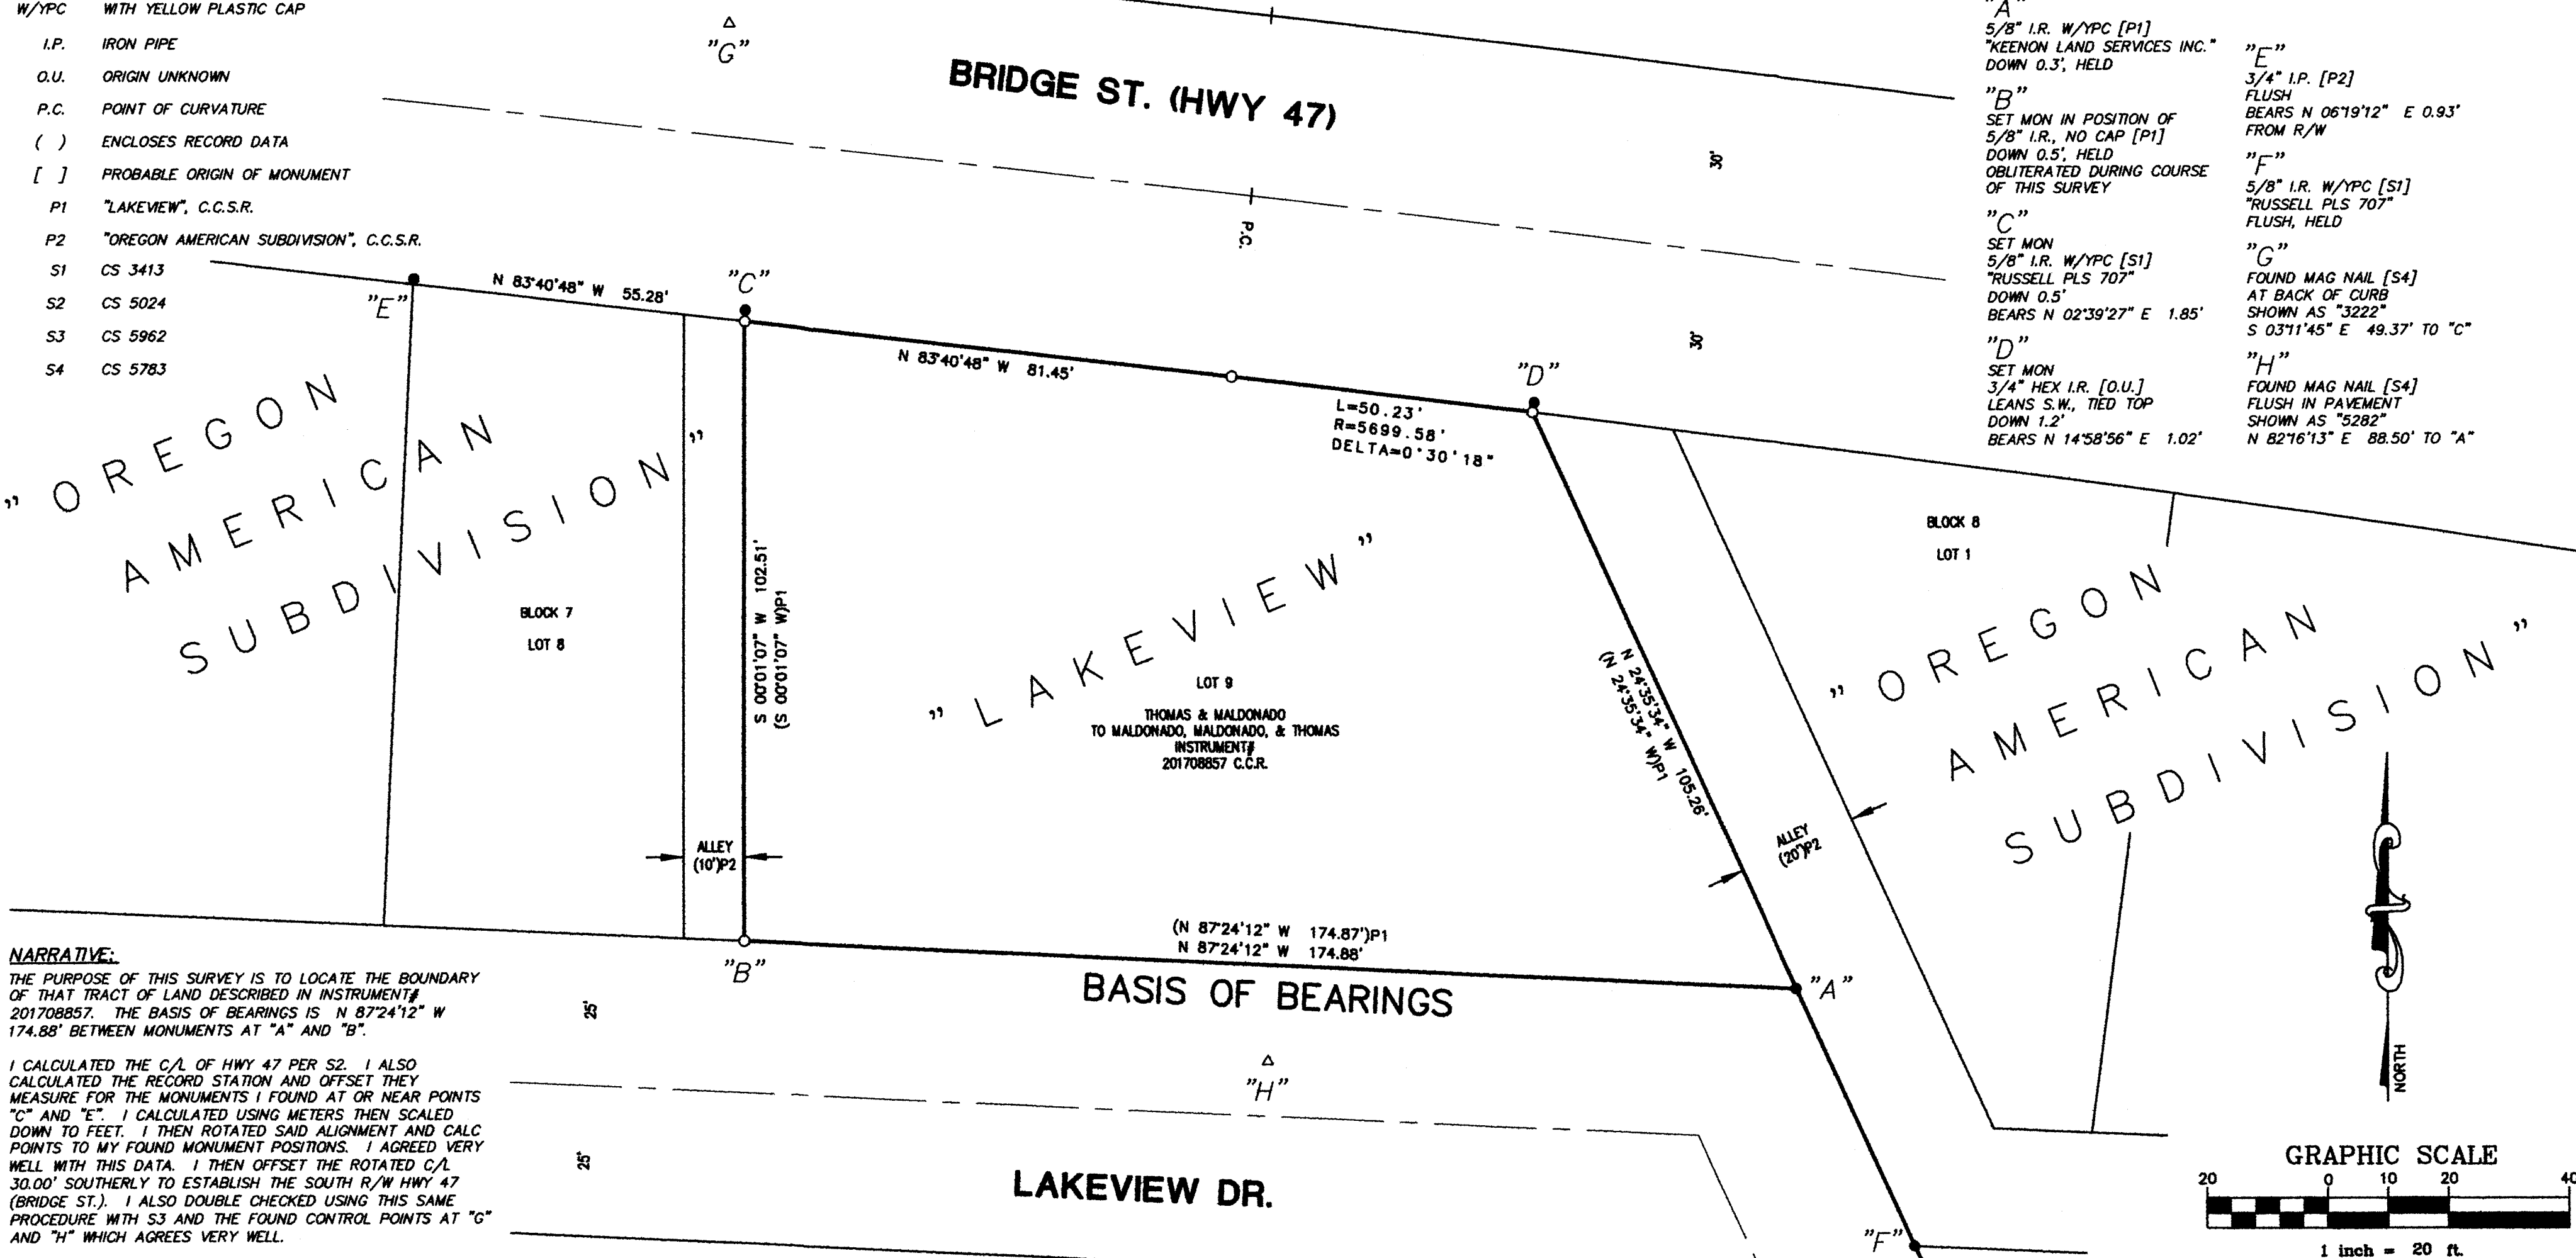 W/YPC WITH YELLOW PLASTIC CAP
I.P. IRON PIPE
O.U. ORIGIN UNKNOWN
P.C. POINT OF CURVATURE
( ) ENCLOSES RECORD DATA
[ ] PROBABLE ORIGIN OF MONUMENT
P1 "LAKEVIEW", C.C.S.R.
P2 "OREGON AMERICAN SUBDIVISION", C.C.S.R.
S1 CS 3413
S2 CS 5024
S3 CS 5962
S4 CS 5783
"G"
BRIDGE ST. (HWY 47)
30'
30'
P.C.
"A"
5/8" I.R. W/YPC [P1]
"KEENON LAND SERVICES INC."
DOWN 0.3', HELD
"B"
SET MON IN POSITION OF
5/8" I.R., NO CAP [P1]
DOWN 0.5', HELD
OBLITERATED DURING COURSE
OF THIS SURVEY
"C"
SET MON
5/8" I.R. W/YPC [S1]
"RUSSELL PLS 707"
DOWN 0.5'
BEARS N 02°39'27" E 1.85'
"D"
SET MON
3/4" HEX I.R. [O.U.]
LEANS S.W., TIED TOP
DOWN 1.2'
BEARS N 14°58'56" E 1.02'
"E"
3/4" I.P. [P2]
FLUSH
BEARS N 06°19'12" E 0.93'
FROM R/W
"F"
5/8" I.R. W/YPC [S1]
"RUSSELL PLS 707"
FLUSH, HELD
"G"
FOUND MAG NAIL [S4]
AT BACK OF CURB
SHOWN AS "3222"
S 03°11'45" E 49.37' TO "C"
"H"
FOUND MAG NAIL [S4]
FLUSH IN PAVEMENT
SHOWN AS "5282"
N 82°16'13" E 88.50' TO "A"
"E"
N 83°40'48" W 55.28'
"C"
N 83°40'48" W 81.45'
"D"
L=50.23'
R=5699.58'
DELTA=0°30'18"
"OREGON
AMERICAN
SUBDIVISION"
BLOCK 7
LOT 8
S 00°01'07" W 102.51'
(S 00°01'07" W)P1
ALLEY
(10')P2
"LAKEVIEW"
LOT 9
THOMAS & MALDONADO
TO MALDONADO, MALDONADO, & THOMAS
INSTRUMENT#
201708857 C.C.R.
N 24°35'34" W 105.26'
(N 24°35'34" W)P1
ALLEY
(20')P2
BLOCK 8
LOT 1
"OREGON
AMERICAN
SUBDIVISION"
(N 87°24'12" W 174.87')P1
N 87°24'12" W 174.88'
"B"
BASIS OF BEARINGS
"A"
25'
25'
"H"
LAKEVIEW DR.
"F"
NARRATIVE:
THE PURPOSE OF THIS SURVEY IS TO LOCATE THE BOUNDARY
OF THAT TRACT OF LAND DESCRIBED IN INSTRUMENT#
201708857. THE BASIS OF BEARINGS IS N 87°24'12" W
174.88' BETWEEN MONUMENTS AT "A" AND "B".
I CALCULATED THE C/L OF HWY 47 PER S2. I ALSO
CALCULATED THE RECORD STATION AND OFFSET THEY
MEASURE FOR THE MONUMENTS I FOUND AT OR NEAR POINTS
"C" AND "E". I CALCULATED USING METERS THEN SCALED
DOWN TO FEET. I THEN ROTATED SAID ALIGNMENT AND CALC
POINTS TO MY FOUND MONUMENT POSITIONS. I AGREED VERY
WELL WITH THIS DATA. I THEN OFFSET THE ROTATED C/L
30.00' SOUTHERLY TO ESTABLISH THE SOUTH R/W HWY 47
(BRIDGE ST.). I ALSO DOUBLE CHECKED USING THIS SAME
PROCEDURE WITH S3 AND THE FOUND CONTROL POINTS AT "G"
AND "H" WHICH AGREES VERY WELL.
NORTH
GRAPHIC SCALE
20 0 10 20 40
1 inch = 20 ft.